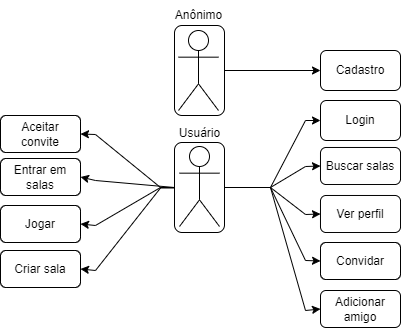 Anônimo
Cadastro
Usuário
Aceitar
convite
Entrar em
salas
Jogar
Criar sala
Login
Buscar salas
Ver perfil
Convidar
Adicionar
amigo